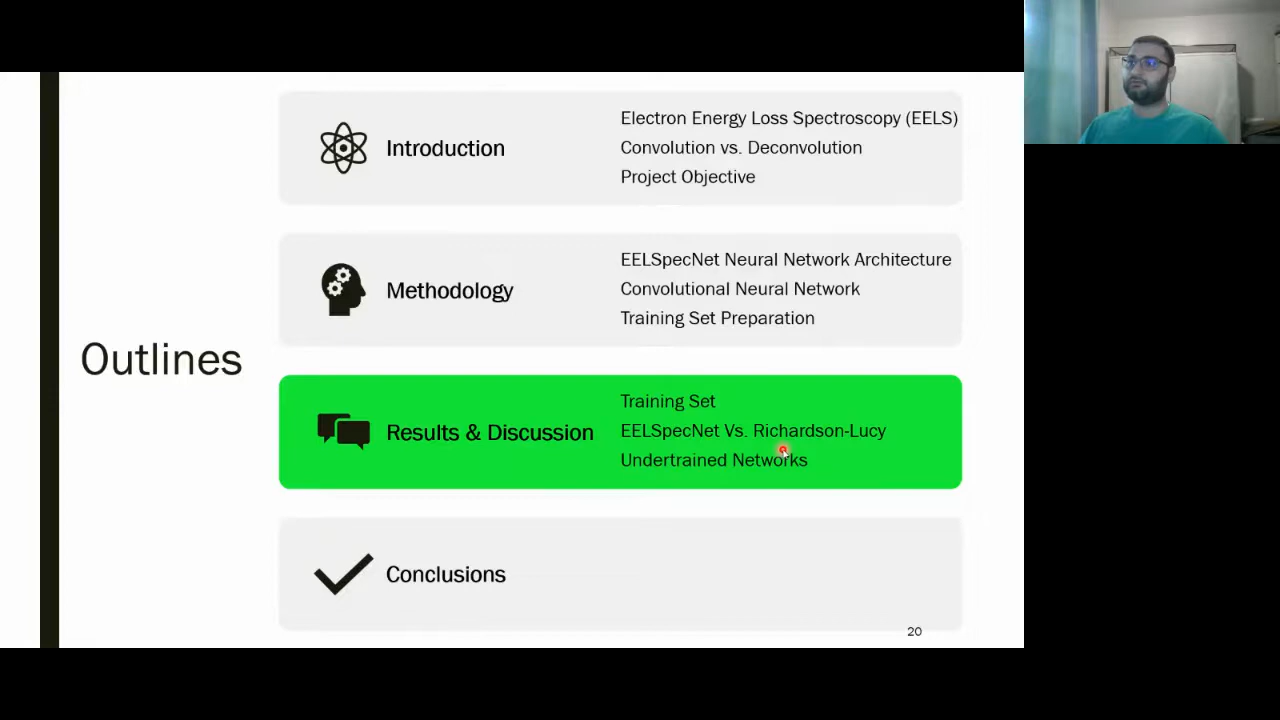 Outlines
Introduction
Electron Energy Loss Spectroscopy (EELS)
Convolution vs. Deconvolution
Project Objective
Methodology
EELSpecNet Neural Network Architecture
Convolutional Neural Network
Training Set Preparation
Results & Discussion
Training Set
EELSpecNet Vs. Richardson-Lucy
Undertrained Networks
Conclusions
20